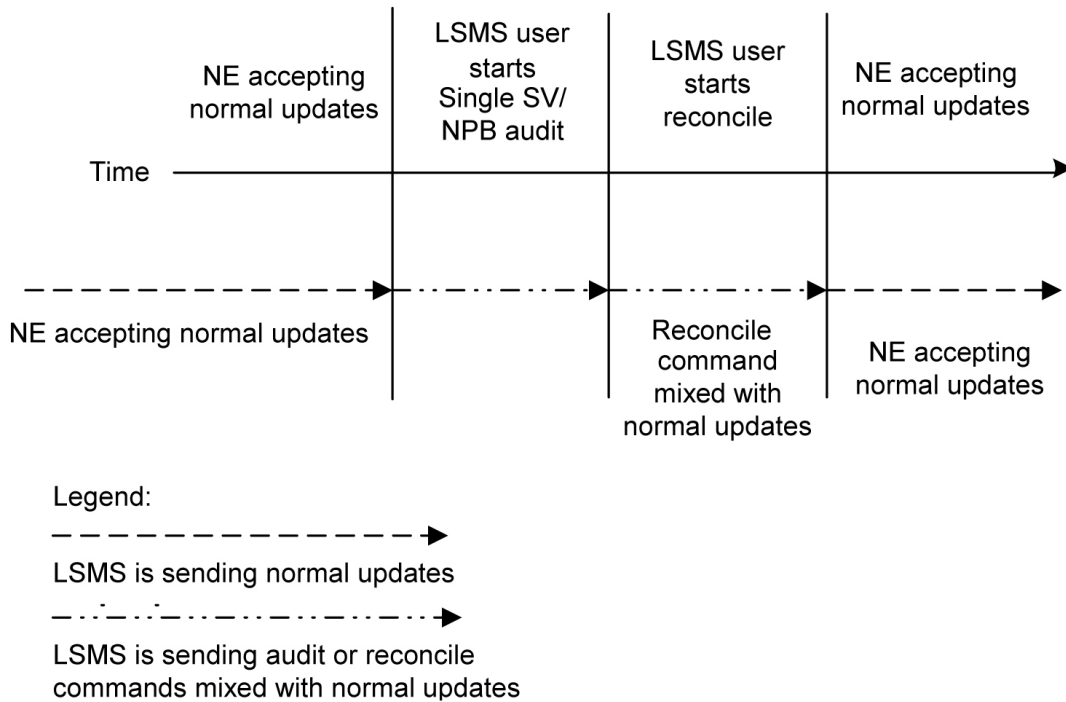 NE accepting
normal updates
LSMS user
starts
Single SV/
NPB audit
LSMS user
starts
reconcile
NE accepting
normal updates
Time
NE accepting normal updates
Reconcile
command
mixed with
normal updates
NE accepting
normal updates
Legend:
LSMS is sending normal updates
LSMS is sending audit or reconcile
commands mixed with normal updates